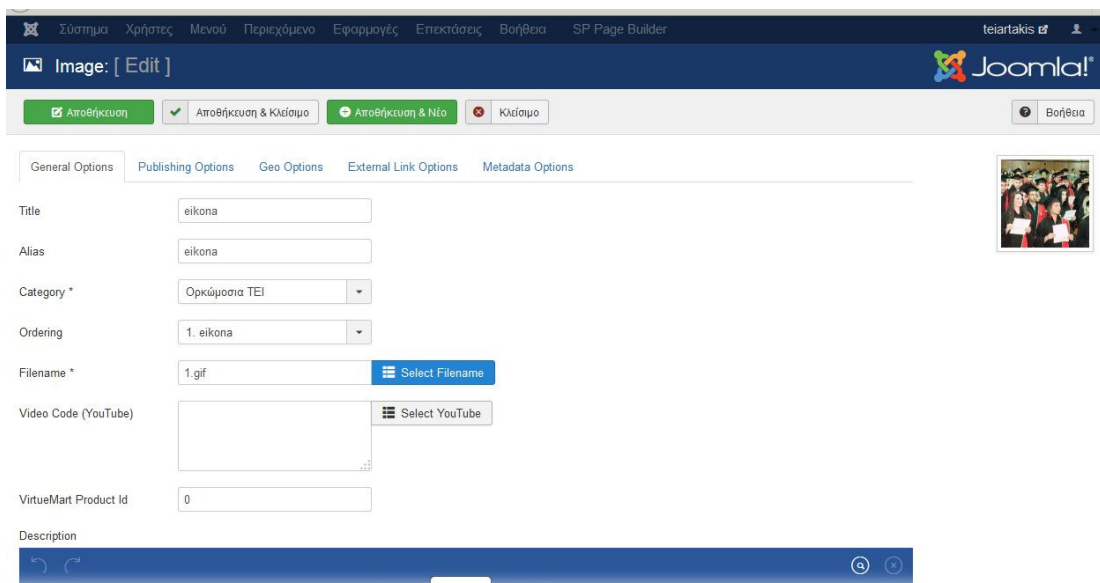 Σύστημα Χρήστες Μενού Περιεχόμενο Εφαρμογές Επεκτάσεις Βοήθεια SP Page Builder teiartakis
Image: [ Edit ] Joomla!®
Αποθήκευση Αποθήκευση & Κλείσιμο Αποθήκευση & Νέο Κλείσιμο Βοήθεια
General Options Publishing Options Geo Options External Link Options Metadata Options
Title eikona
Alias eikona
Category * Ορκώμοσια ΤΕΙ
Ordering 1. eikona
Filename * 1.gif Select Filename
Video Code (YouTube) Select YouTube
VirtueMart Product Id 0
Description